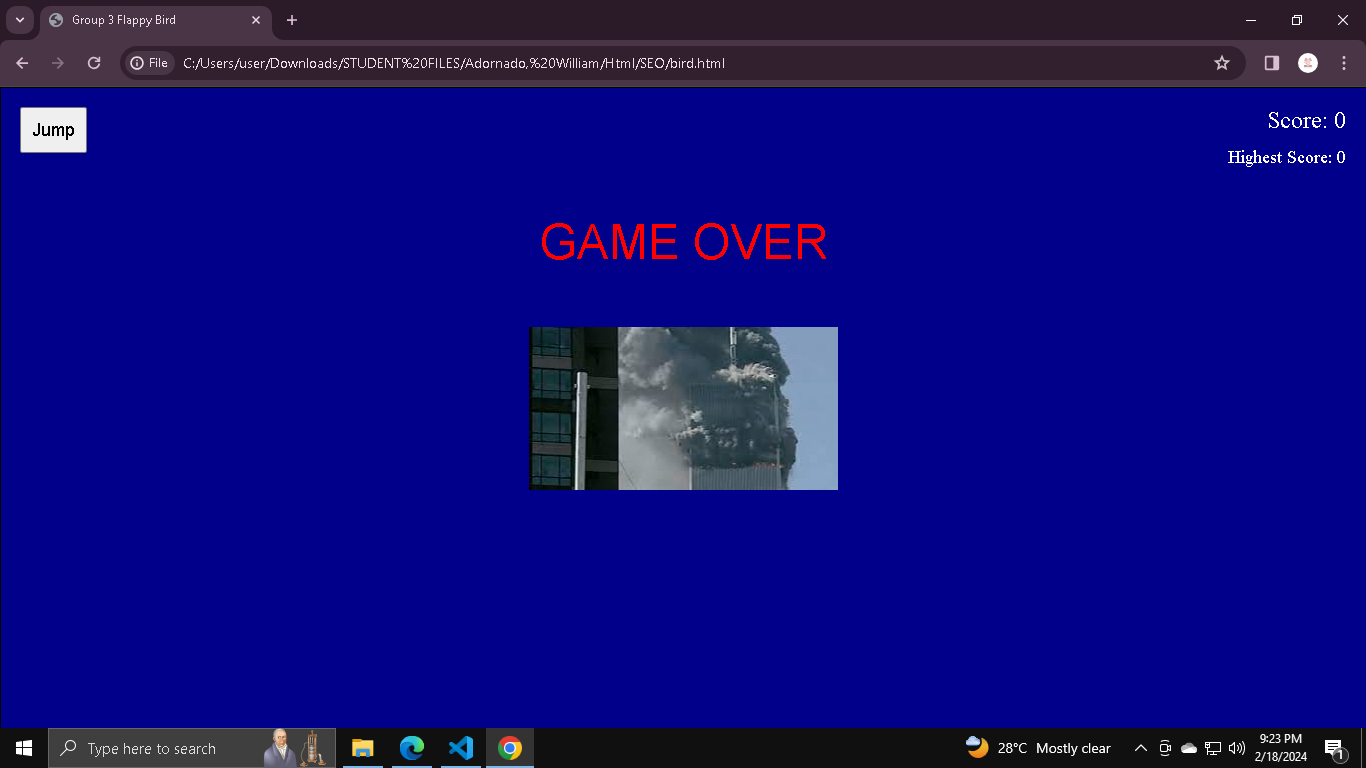 Group 3 Flappy Bird
File
C:/Users/user/Downloads/STUDENT%20FILES/Adornado,%20William/Html/SEO/bird.html
Jump
Score: 0
Highest Score: 0
GAME OVER
Type here to search
28°C Mostly clear
9:23 PM
2/18/2024
1